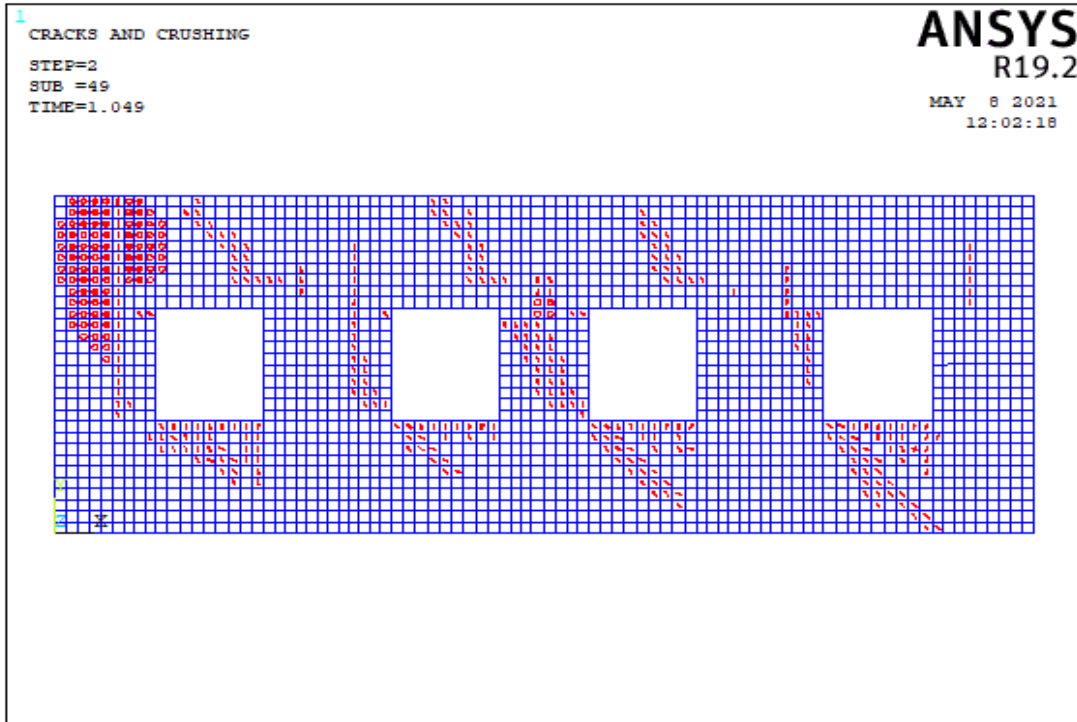 1
CRACKS AND CRUSHING
STEP=2
SUB =49
TIME=1.049
ANSYS
R19.2
MAY 8 2021
12:02:18
Y
Z X